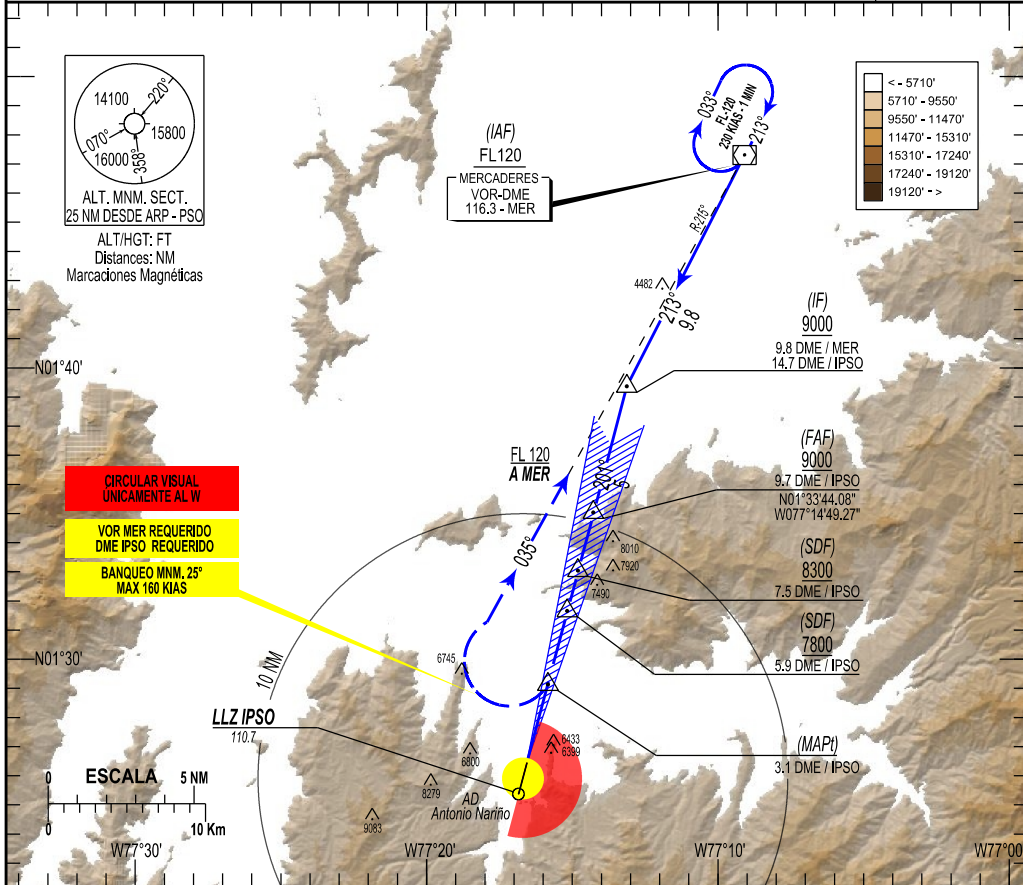 14100
220°
15800
070°
16000
358°
ALT. MNM. SECT.
25 NM DESDE ARP - PSO
ALT/HGT: FT
Distances: NM
Marcaciones Magnéticas
033°
FL-120
230 KIAS - 1 MIN
213°
(IAF)
FL120
MERCADERES
VOR-DME
116.3 - MER
< - 5710'
5710' - 9550'
9550' - 11470'
11470' - 15310'
15310' - 17240'
17240' - 19120'
19120' - >
R-215°
4482
213°
9.8
(IF)
9000
9.8 DME / MER
14.7 DME / IPSO
N01°40'
FL 120
A MER
5
(FAF)
9000
9.7 DME / IPSO
N01°33'44.08"
W077°14'49.27"
CIRCULAR VISUAL
ÚNICAMENTE AL W
VOR MER REQUERIDO
DME IPSO REQUERIDO
BANQUEO MNM. 25°
MAX 160 KIAS
035°
8010
7920
7490
(SDF)
8300
7.5 DME / IPSO
(SDF)
7800
5.9 DME / IPSO
N01°30'
10 NM
6745
LLZ IPSO
110.7
(MAPt)
3.1 DME / IPSO
6433
6399
6800
8279
9083
0 ESCALA 5 NM
0 10 Km
AD
Antonio Nariño
W77°30'
W77°20'
W77°10'
W77°00'